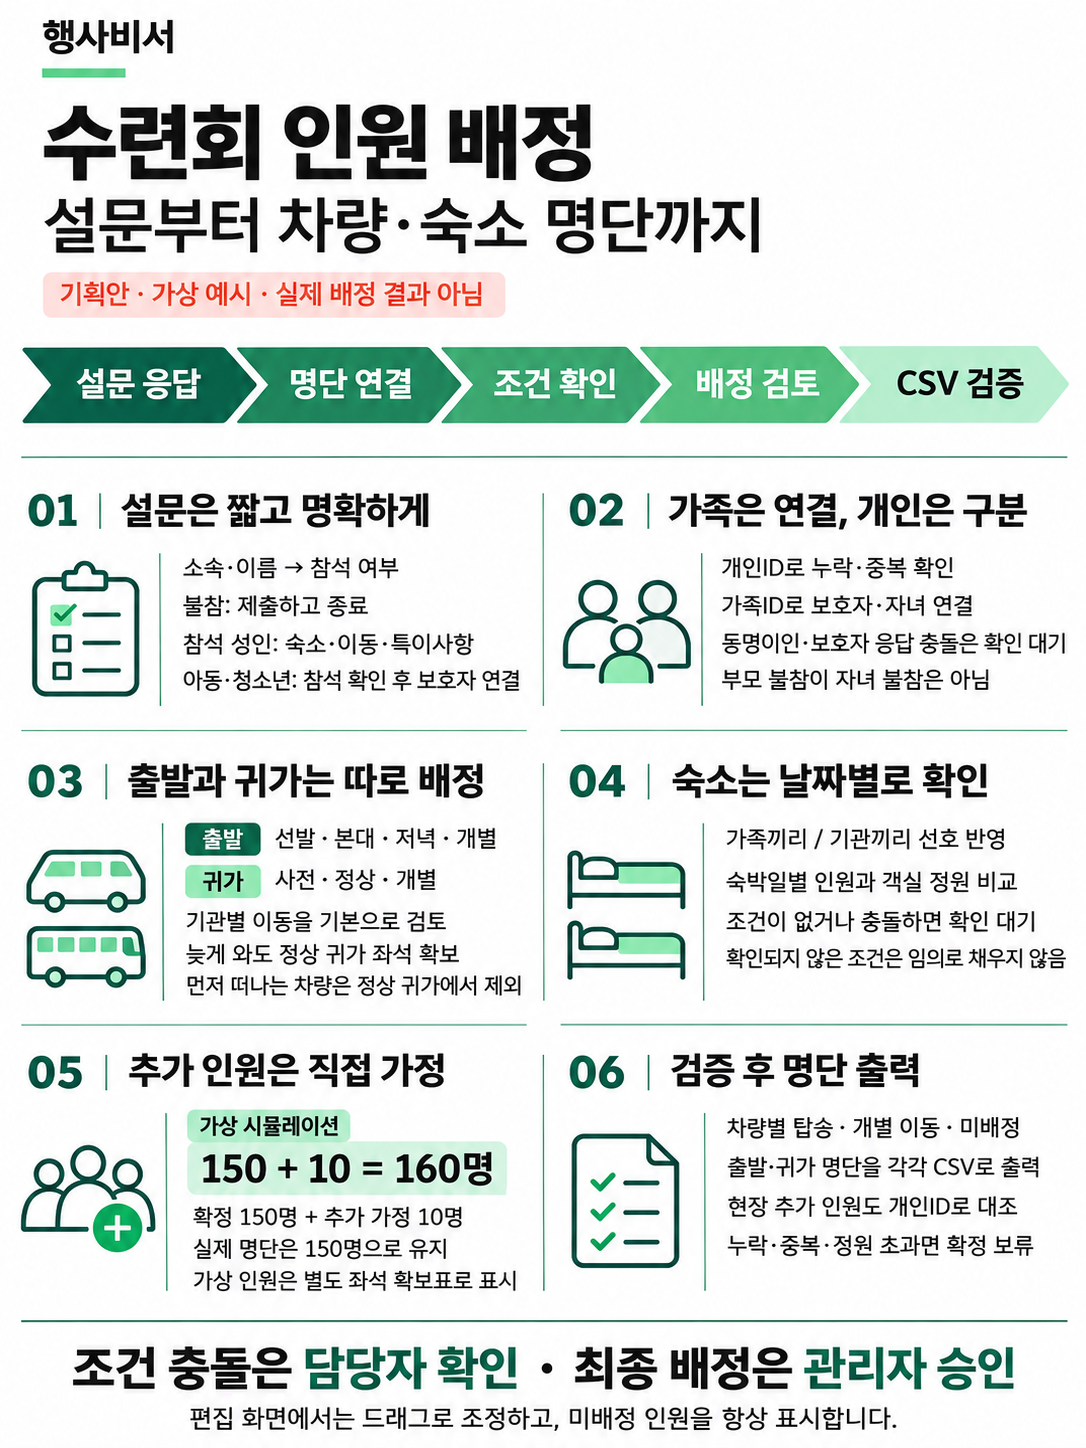 행사비서
수련회 인원 배정
설문부터 차량·숙소 명단까지
기획안 · 가상 예시 · 실제 배정 결과 아님
설문 응답
명단 연결
조건 확인
배정 검토
CSV 검증
01 설문은 짧고 명확하게
소속·이름 → 참석 여부
불참: 제출하고 종료
참석 성인: 숙소·이동·특이사항
아동·청소년: 참석 확인 후 보호자 연결
02 가족은 연결, 개인은 구분
개인ID로 누락·중복 확인
가족ID로 보호자·자녀 연결
동명이인·보호자 응답 충돌은 확인 대기
부모 불참이 자녀 불참은 아님
03 출발과 귀가는 따로 배정
출발 선발 · 본대 · 저녁 · 개별
귀가 사전 · 정상 · 개별
기관별 이동을 기본으로 검토
늦게 와도 정상 귀가 좌석 확보
먼저 떠나는 차량은 정상 귀가에서 제외
04 숙소는 날짜별로 확인
가족끼리 / 기관끼리 선호 반영
숙박일별 인원과 객실 정원 비교
조건이 없거나 충돌하면 확인 대기
확인되지 않은 조건은 임의로 채우지 않음
05 추가 인원은 직접 가정
가상 시뮬레이션
150 + 10 = 160명
확정 150명 + 추가 가정 10명
실제 명단은 150명으로 유지
가상 인원은 별도 좌석 확보표로 표시
06 검증 후 명단 출력
차량별 탑승 · 개별 이동 · 미배정
출발·귀가 명단을 각각 CSV로 출력
현장 추가 인원도 개인ID로 대조
누락·중복·정원 초과면 확정 보류
조건 충돌은 담당자 확인 • 최종 배정은 관리자 승인
편집 화면에서는 드래그로 조정하고, 미배정 인원을 항상 표시합니다.